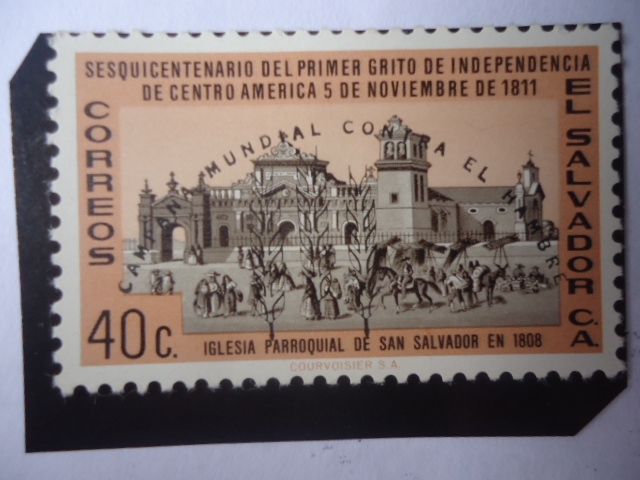 SESQUICENTENARIO DEL PRIMER GRITO DE INDEPENDENCIA
DE CENTRO AMERICA 5 DE NOVIEMBRE DE 1811
CORREOS
EL SALVADOR C.A.
CAMPAÑA MUNDIAL CONTRA EL HAMBRE
40 c.
IGLESIA PARROQUIAL DE SAN SALVADOR EN 1808
COURVOISIER S.A.